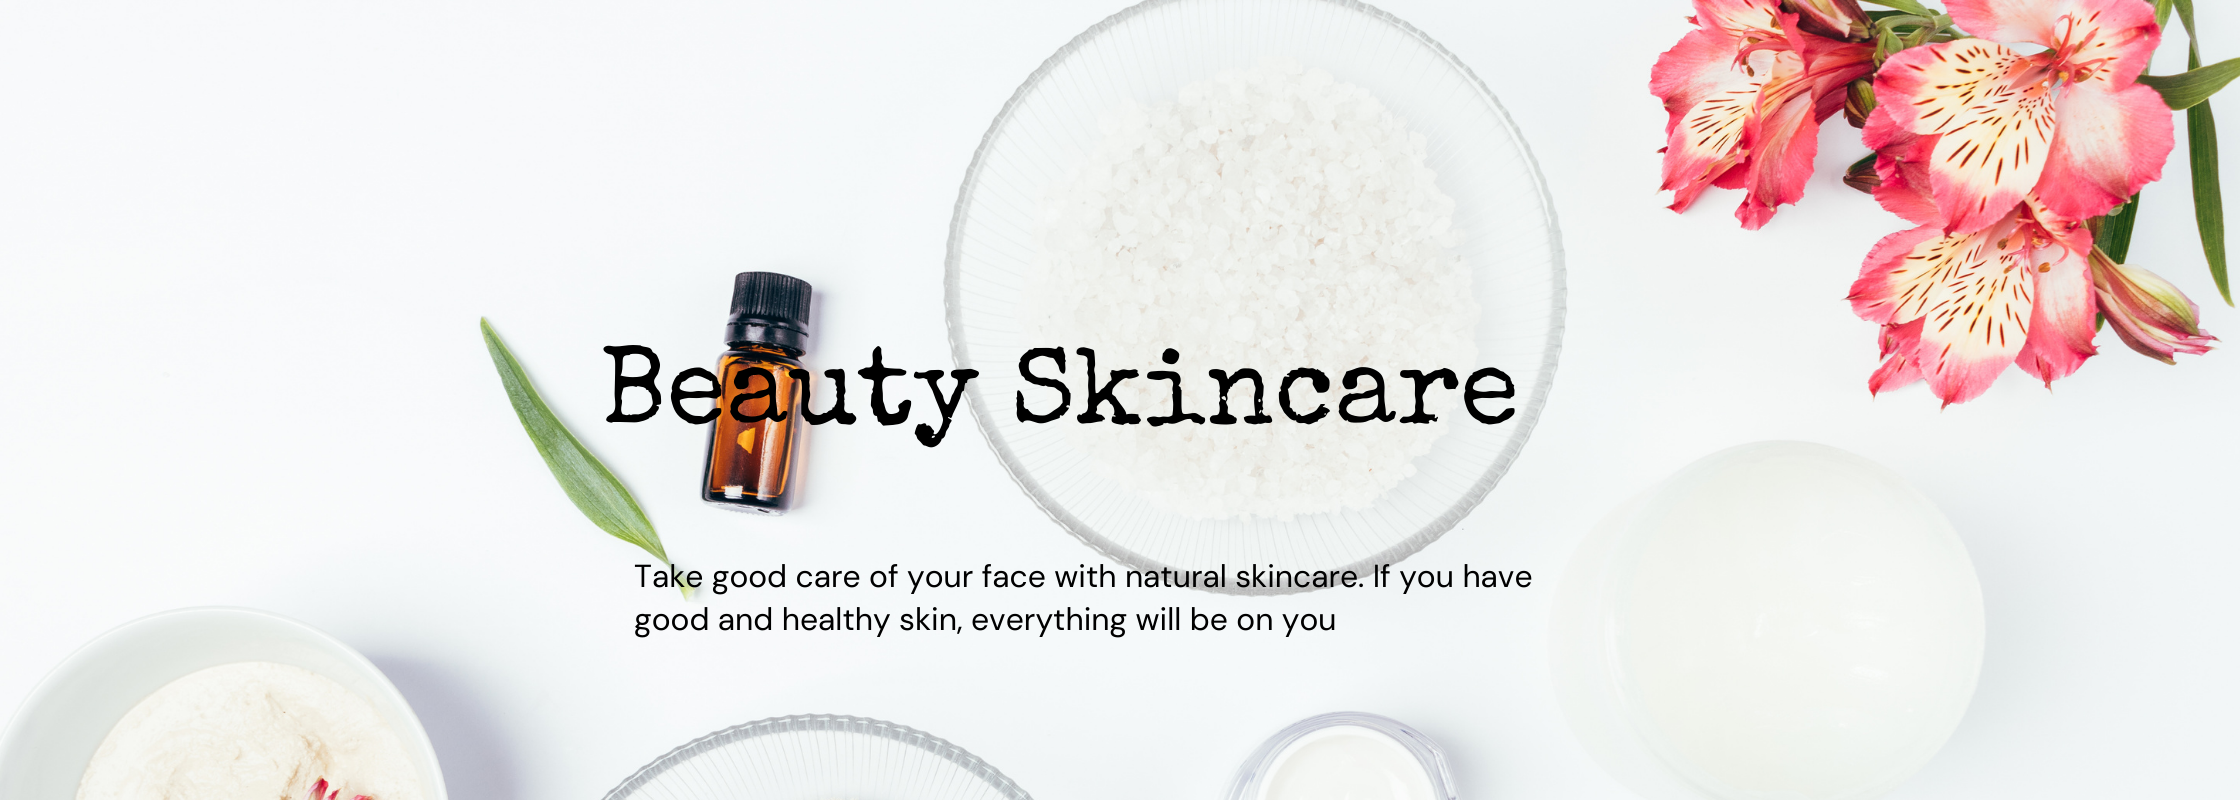 Beauty Skincare
Take good care of your face with natural skincare. If you have
good and healthy skin, everything will be on you